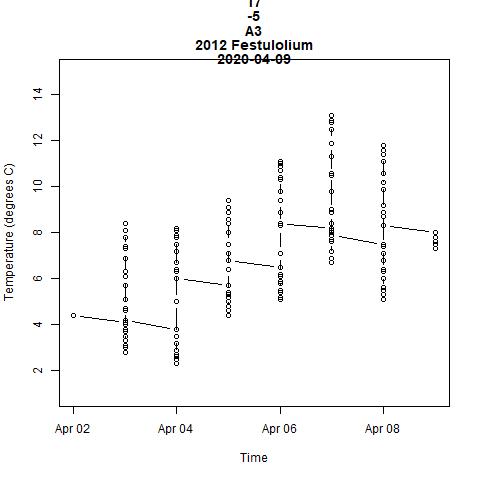 17
-5
A3
2012 Festulolium
2020-04-09
Temperature (degrees C)
14
12
10
8
6
4
2
Apr 02
Apr 04
Apr 06
Apr 08
Time